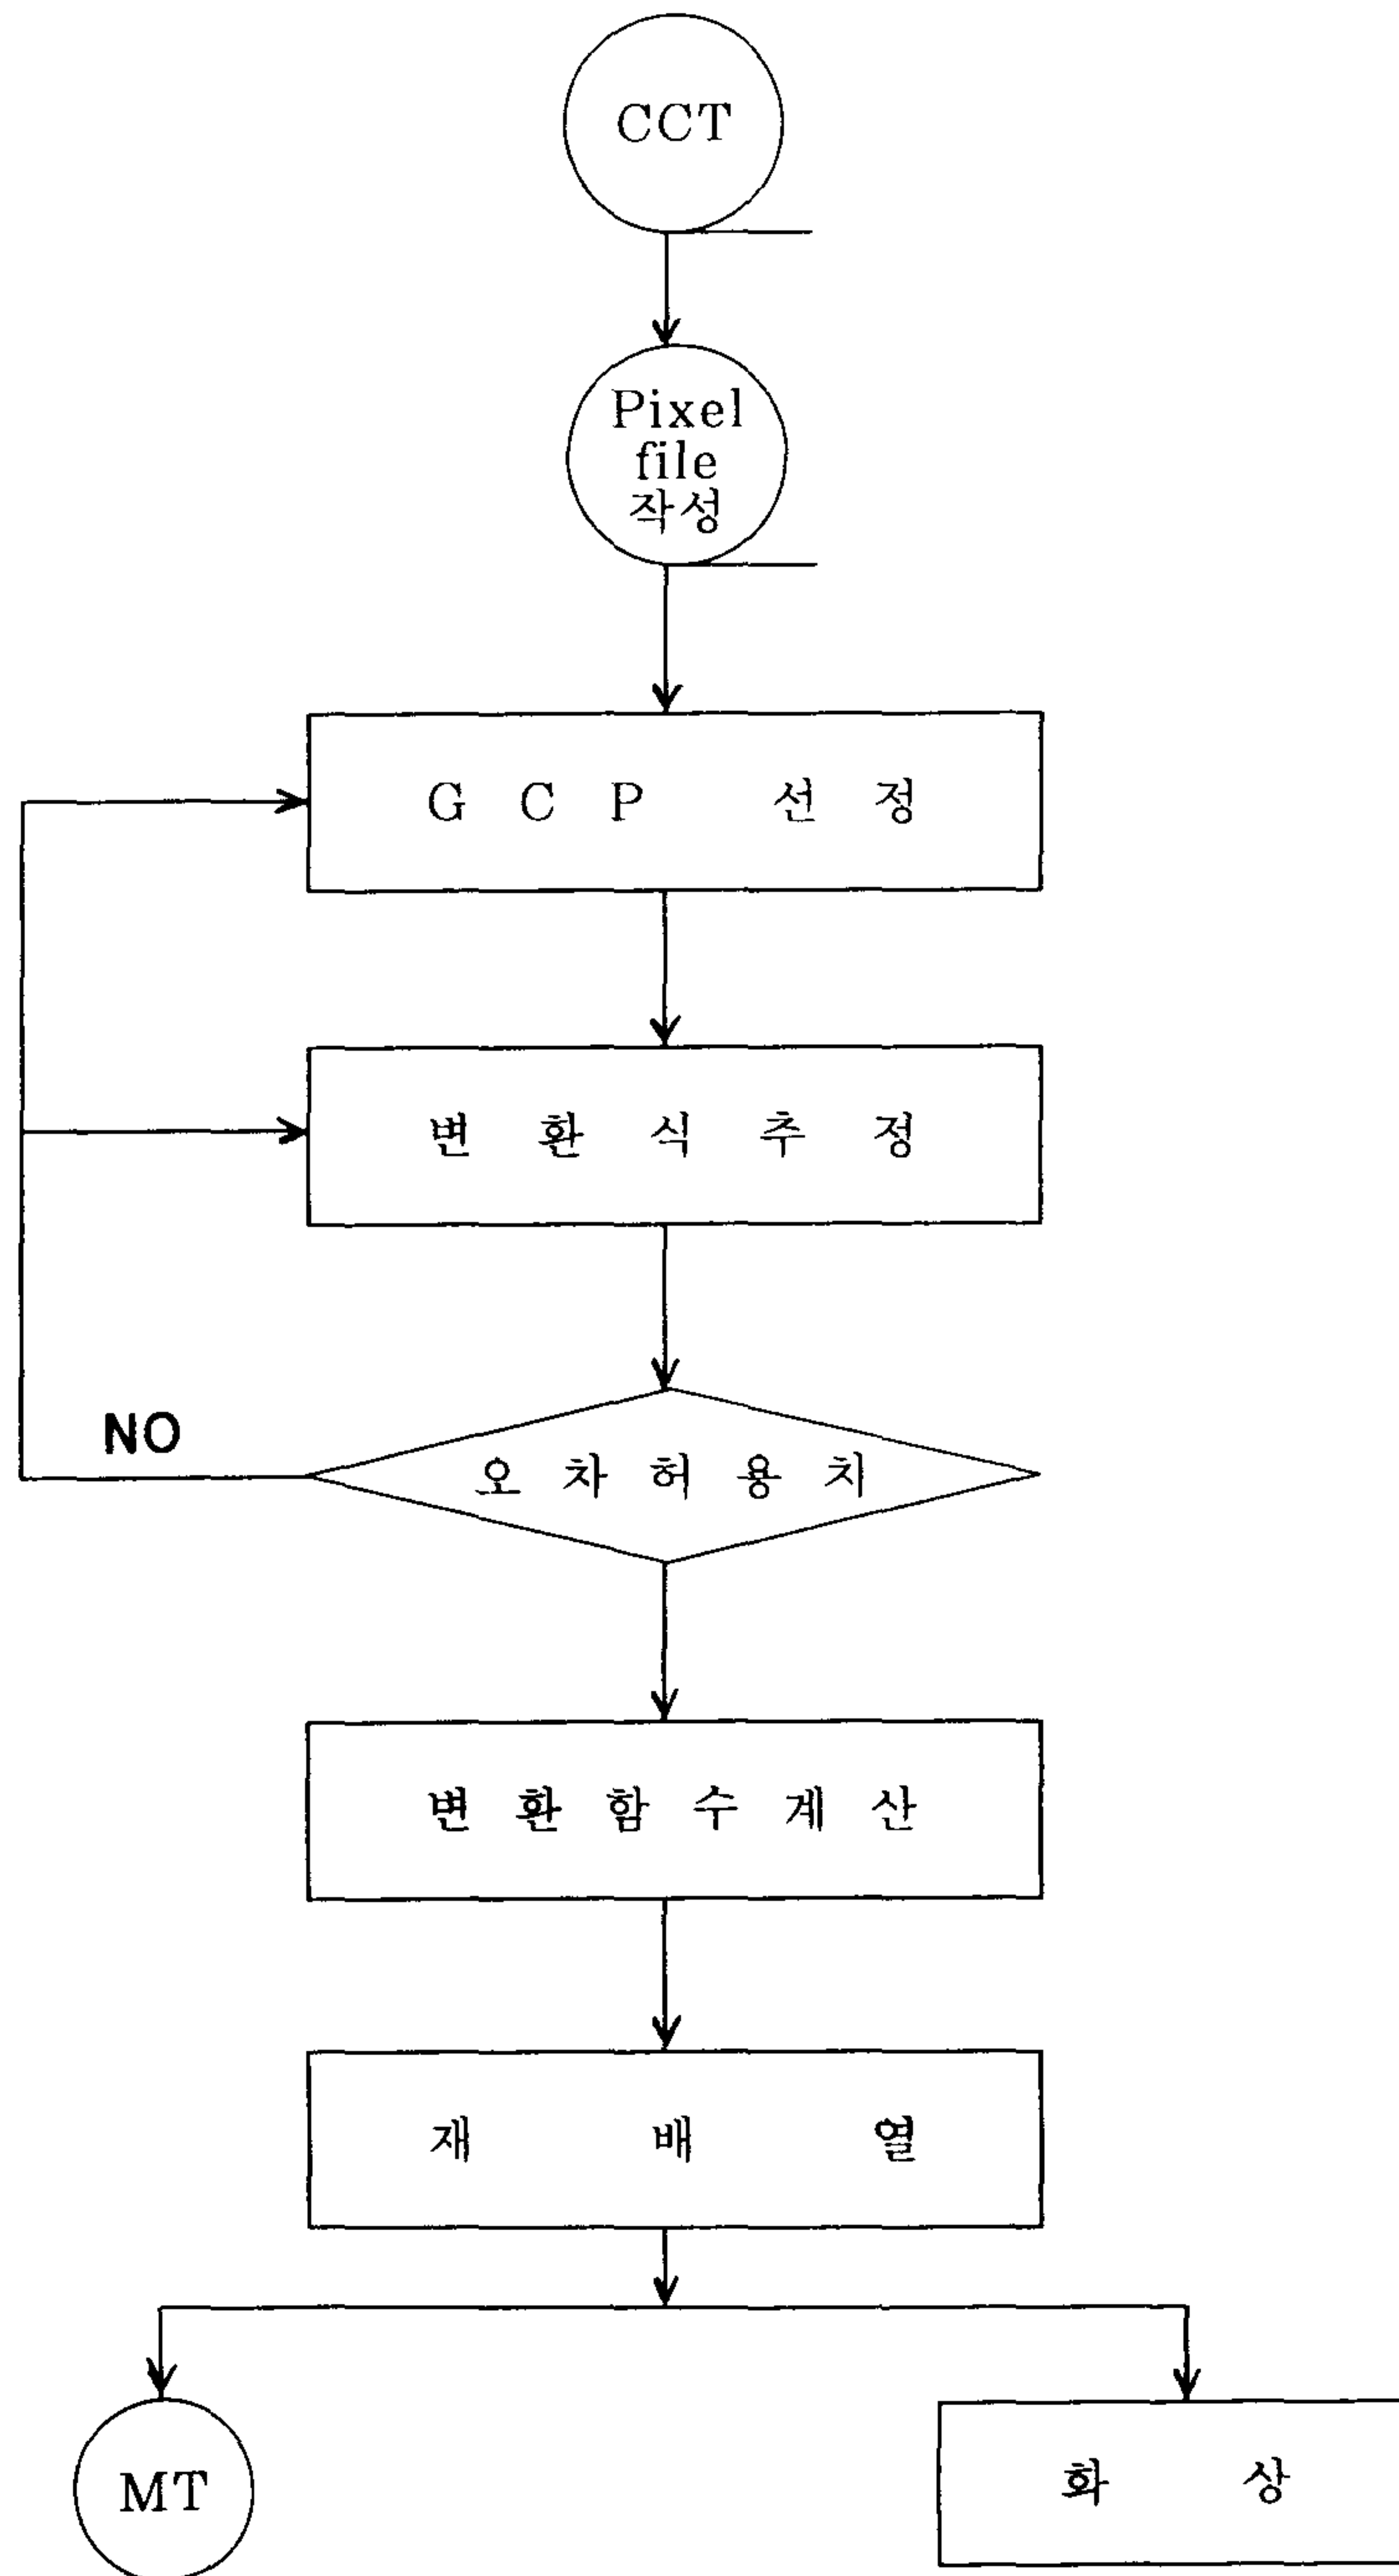 CCT
Pixel
file
작성
G C P 선 정
변 환 식 추 정
NO
오 차 허 용 치
변 환 함 수 계 산
재 배 열
MT
화 상